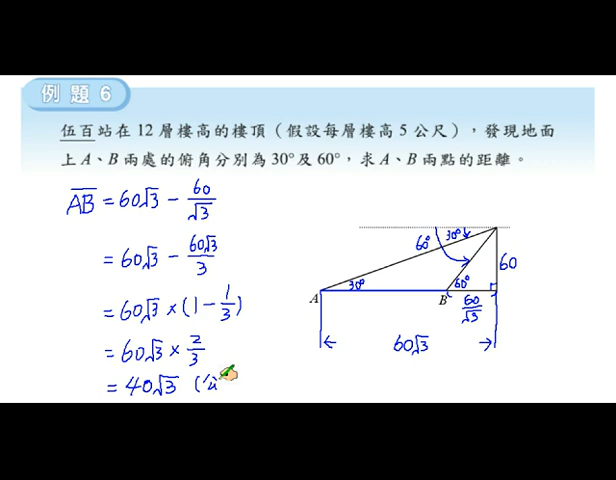 例題 6
伍百站在 12 層樓高的樓頂（假設每層樓高 5 公尺），發現地面
上 A、B 兩處的俯角分別為 30° 及 60°，求 A、B 兩點的距離。
AB = 60√3 − 60/√3
= 60√3 − 60√3/3
= 60√3 × (1 − 1/3)
= 60√3 × 2/3
= 40√3 (公
60° 30°
60
A 30° B 60°
60/√3
60√3